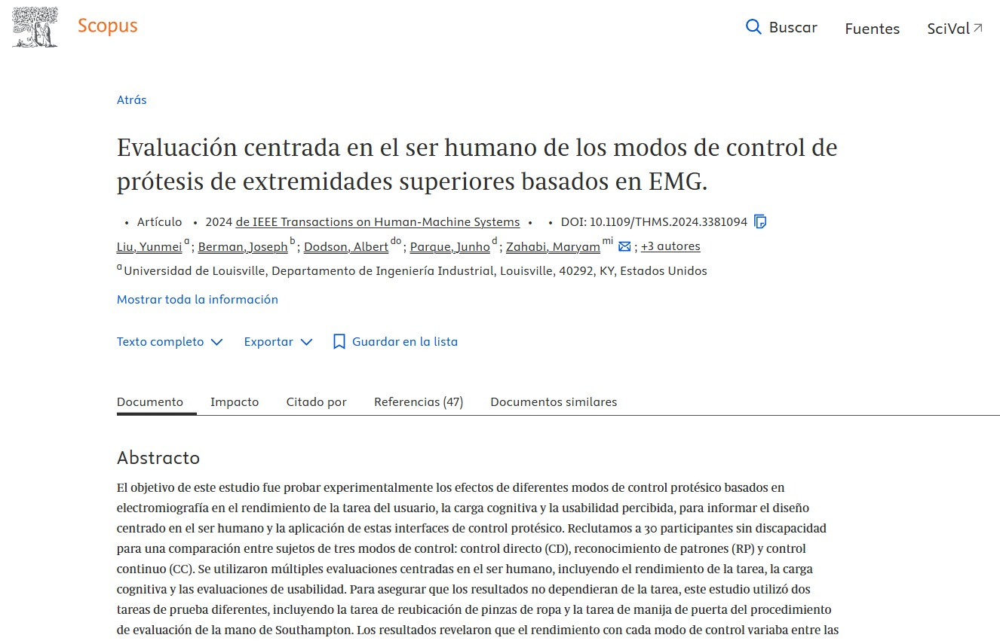 Scopus
Buscar Fuentes SciVal
Atrás
Evaluación centrada en el ser humano de los modos de control de
prótesis de extremidades superiores basados en EMG.
• Artículo • 2024 de IEEE Transactions on Human-Machine Systems • • DOI: 10.1109/THMS.2024.3381094
Liu, Yunmei a ; Berman, Joseph b ; Dodson, Albert do ; Parque, Junho d ; Zahabi, Maryam mi ; +3 autores
a Universidad de Louisville, Departamento de Ingeniería Industrial, Louisville, 40292, KY, Estados Unidos
Mostrar toda la información
Texto completo Exportar Guardar en la lista
Documento Impacto Citado por Referencias (47) Documentos similares
Abstracto
El objetivo de este estudio fue probar experimentalmente los efectos de diferentes modos de control protésico basados en
electromiografía en el rendimiento de la tarea del usuario, la carga cognitiva y la usabilidad percibida, para informar el diseño
centrado en el ser humano y la aplicación de estas interfaces de control protésico. Reclutamos a 30 participantes sin discapacidad
para una comparación entre sujetos de tres modos de control: control directo (CD), reconocimiento de patrones (RP) y control
continuo (CC). Se utilizaron múltiples evaluaciones centradas en el ser humano, incluyendo el rendimiento de la tarea, la carga
cognitiva y las evaluaciones de usabilidad. Para asegurar que los resultados no dependieran de la tarea, este estudio utilizó dos
tareas de prueba diferentes, incluyendo la tarea de reubicación de pinzas de ropa y la tarea de manija de puerta del procedimiento
de evaluación de la mano de Southampton. Los resultados revelaron que el rendimiento con cada modo de control variaba entre las